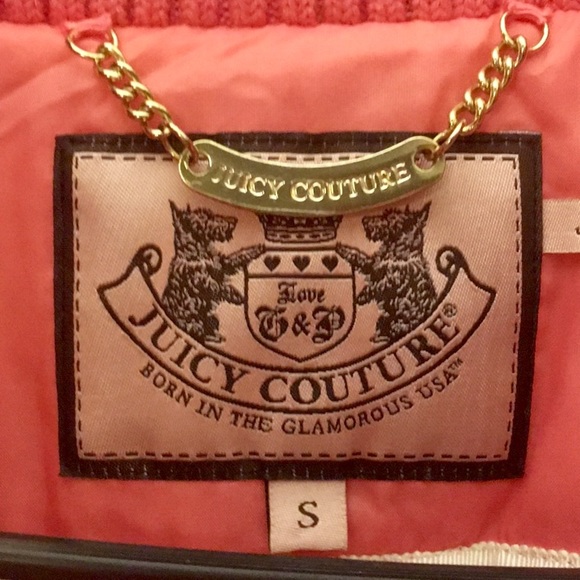 JUICY COUTURE
Love
G&P
JUICY COUTURE®
BORN IN THE GLAMOROUS USA™
S